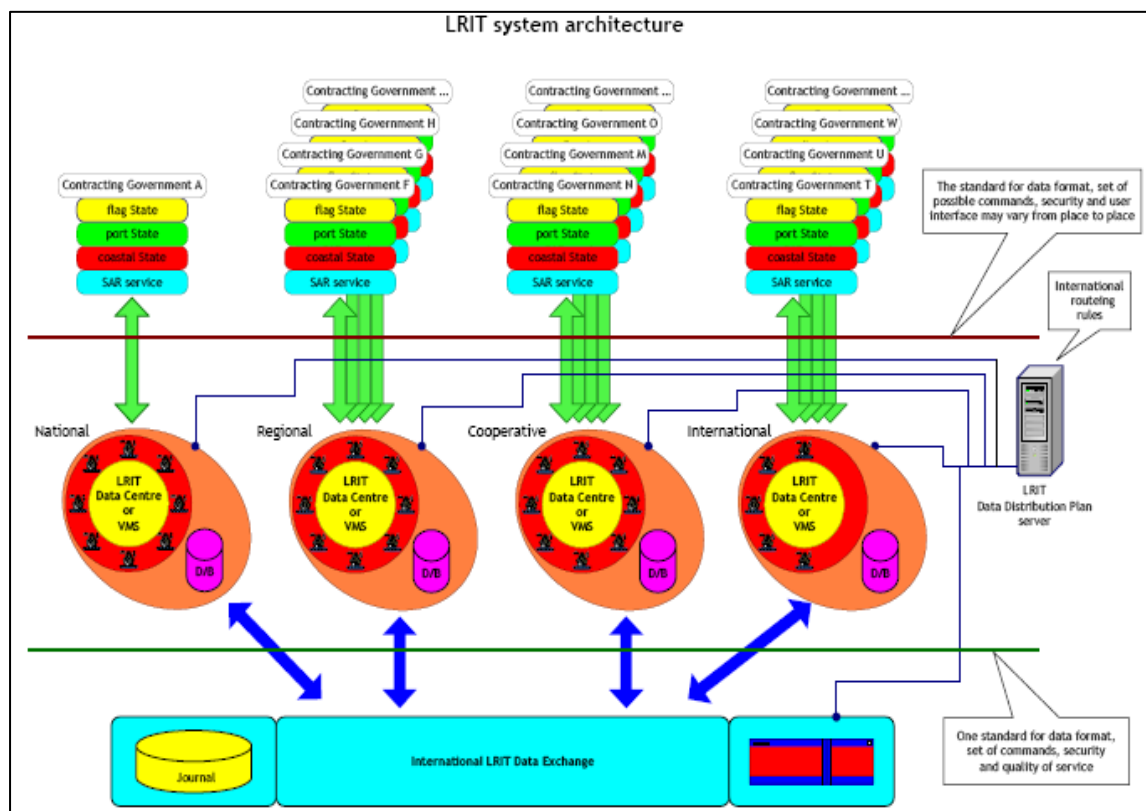 LRIT system architecture
Contracting Government ...
Contracting Government ...
Contracting Government ...
Contracting Government H
Contracting Government O
Contracting Government W
Contracting Government G
Contracting Government M
Contracting Government U
Contracting Government A
Contracting Government F
Contracting Government N
Contracting Government T
flag State
port State
coastal State
SAR service
flag State
port State
coastal State
SAR service
flag State
port State
coastal State
SAR service
flag State
port State
coastal State
SAR service
The standard for data format, set of
possible commands, security and user
interface may vary from place to place
International
routeing
rules
National
Regional
Cooperative
International
LRIT
Data Centre
or
VMS
D/B
LRIT
Data Centre
or
VMS
D/B
LRIT
Data Centre
or
VMS
D/B
LRIT
Data Centre
or
VMS
D/B
LRIT
Data Distribution Plan
server
Journal
International LRIT Data Exchange
One standard for data format,
set of commands, security
and quality of service